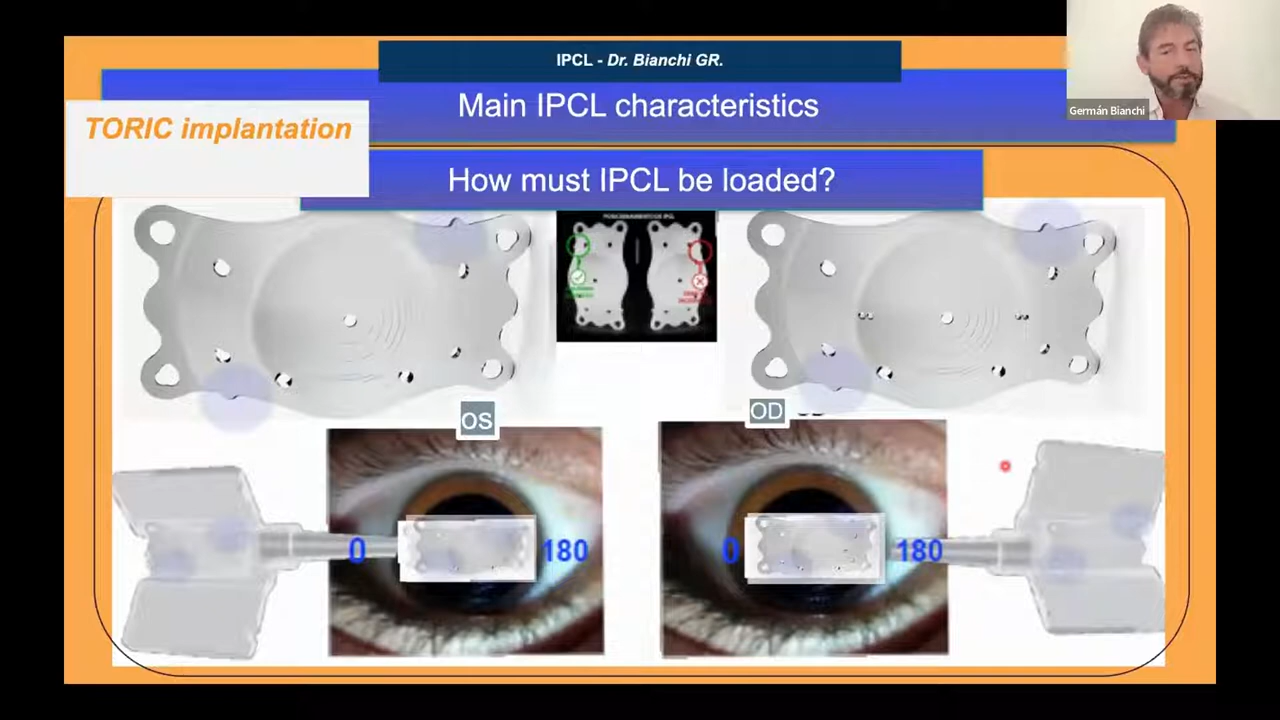 IPCL - Dr. Bianchi GR.
Main IPCL characteristics
Germán Bianchi
TORIC implantation
How must IPCL be loaded?
OS
OD
0
180
0
180